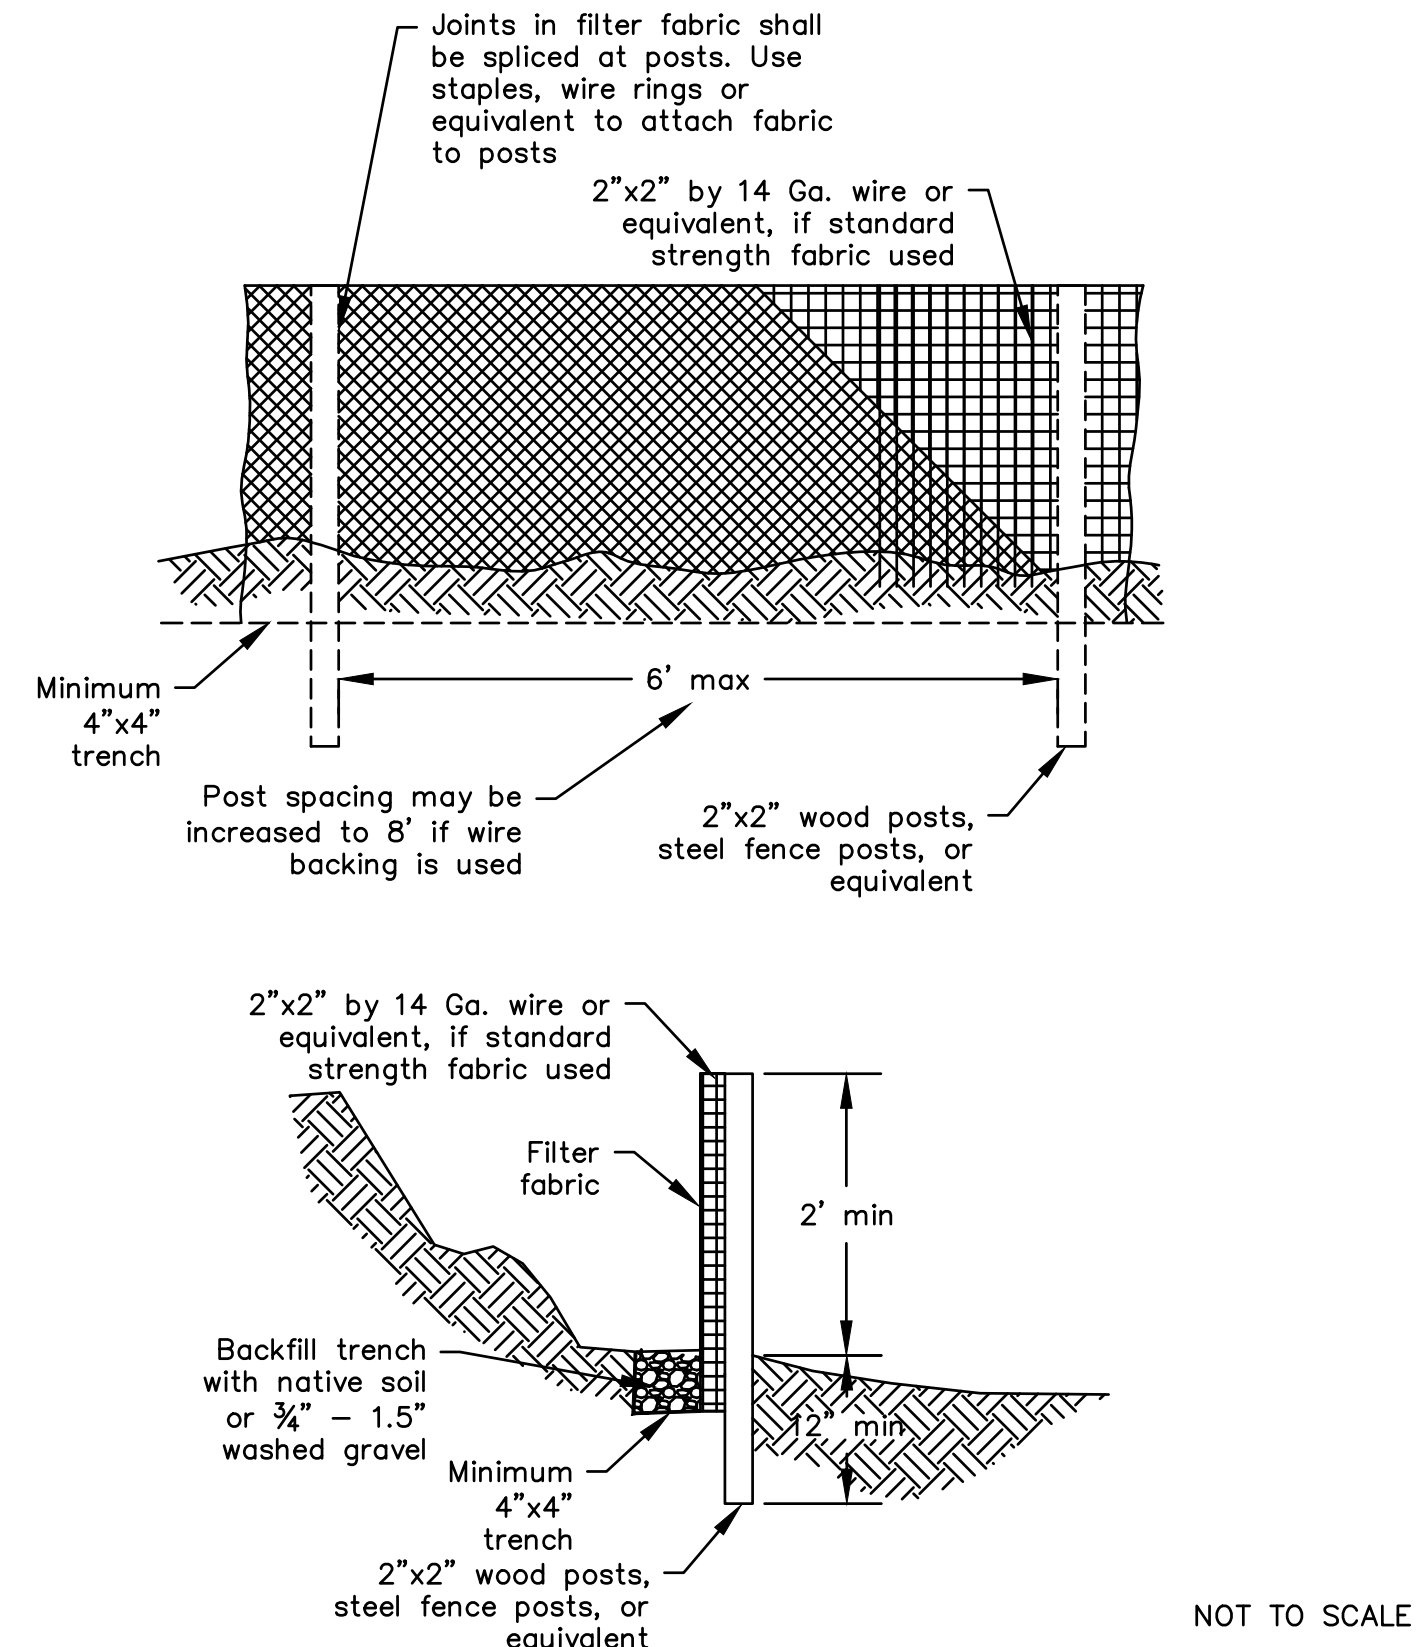 Joints in filter fabric shall
be spliced at posts. Use
staples, wire rings or
equivalent to attach fabric
to posts
2"x2" by 14 Ga. wire or
equivalent, if standard
strength fabric used
Minimum
4"x4"
trench
6' max
Post spacing may be
increased to 8' if wire
backing is used
2"x2" wood posts,
steel fence posts, or
equivalent
2"x2" by 14 Ga. wire or
equivalent, if standard
strength fabric used
Filter
fabric
2' min
Backfill trench
with native soil
or ¾" – 1.5"
washed gravel
12" min
Minimum
4"x4"
trench
2"x2" wood posts,
steel fence posts, or
equivalent
NOT TO SCALE